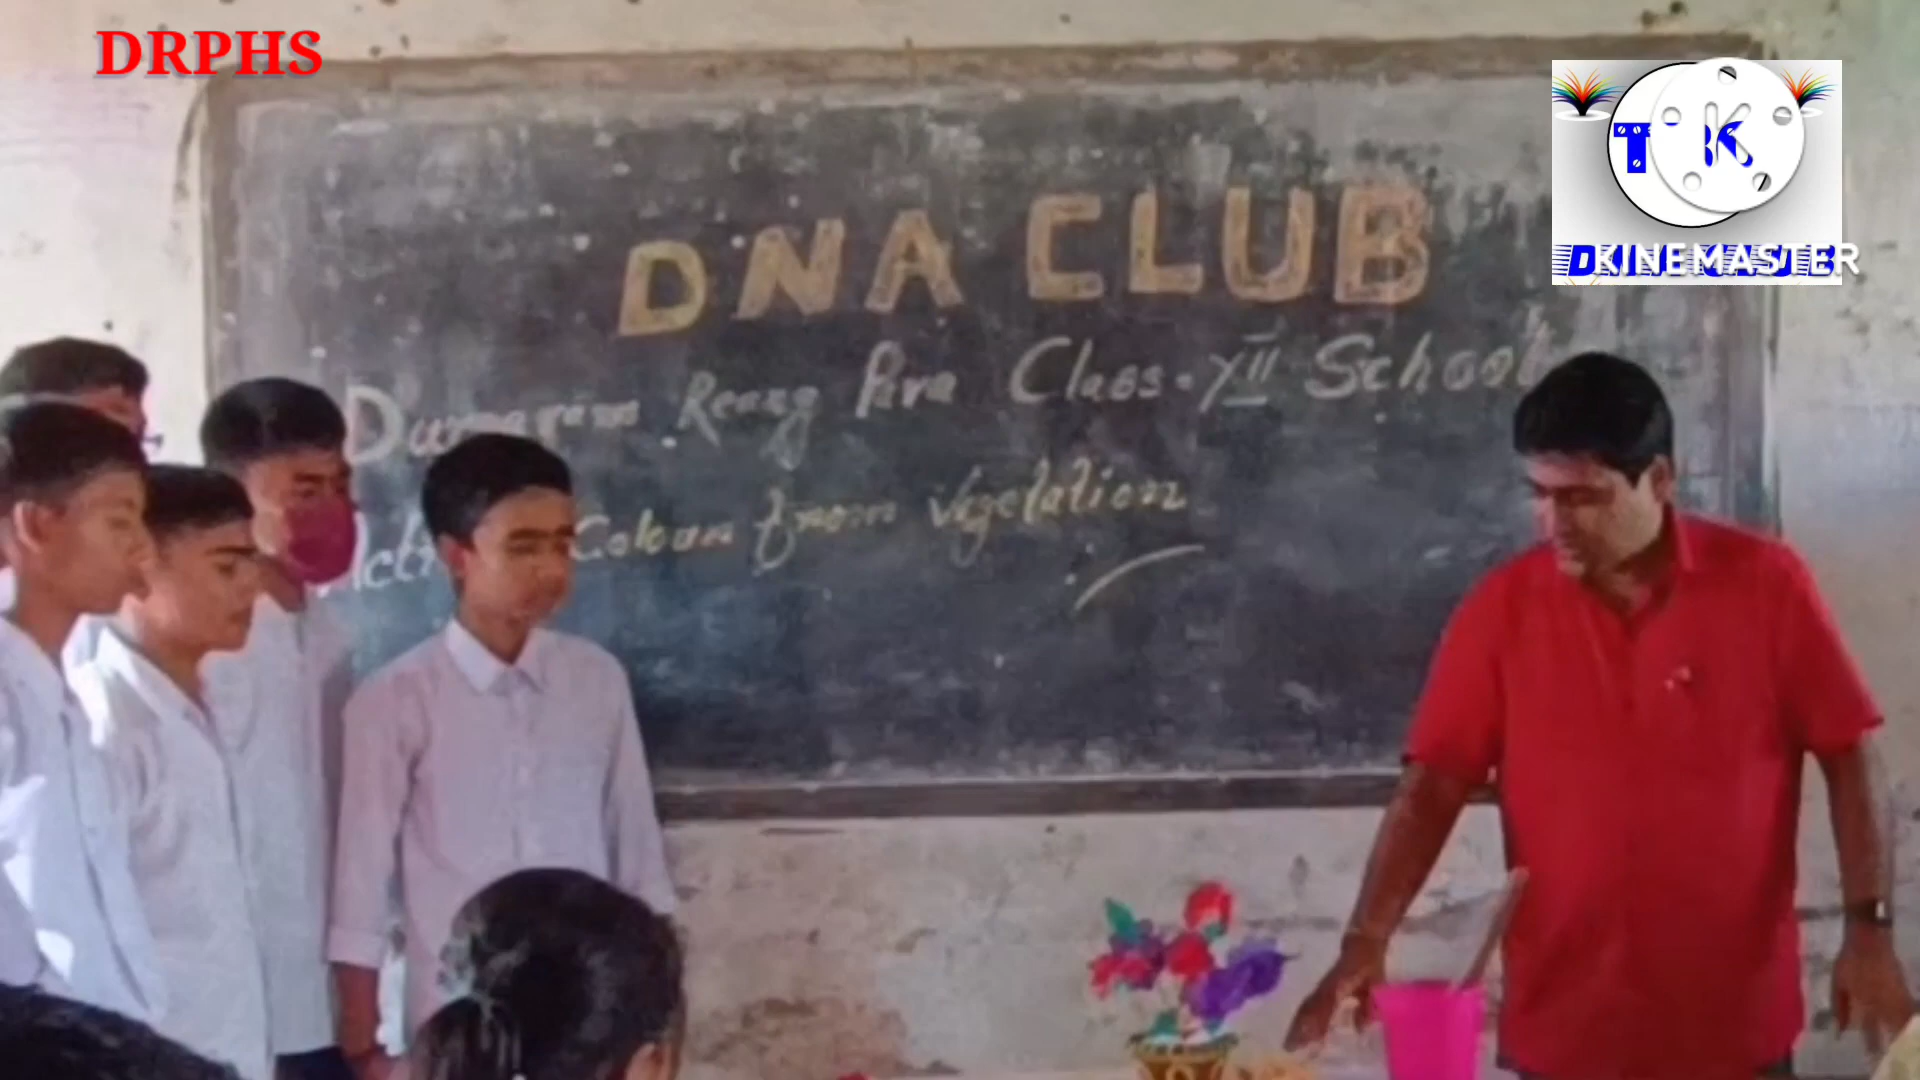 DRPHS
KINEMASTER
DNA CLUB
Reang Para Class-XII School
Colour from Vegetation